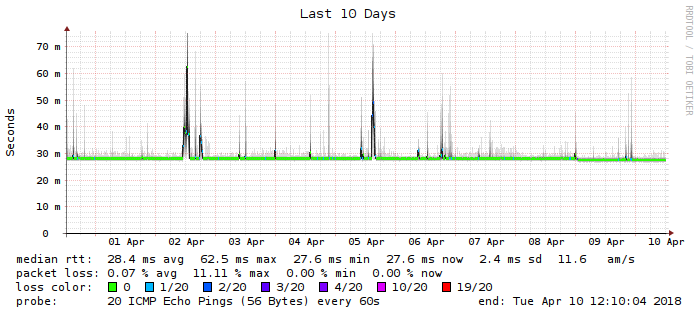 Last 10 Days
RRDTOOL / TOBI OETIKER
Seconds
70 m
60 m
50 m
40 m
30 m
20 m
10 m
0
01 Apr 02 Apr 03 Apr 04 Apr 05 Apr 06 Apr 07 Apr 08 Apr 09 Apr 10 Apr
median rtt: 28.4 ms avg 62.5 ms max 27.6 ms min 27.6 ms now 2.4 ms sd 11.6 am/s
packet loss: 0.07 % avg 11.11 % max 0.00 % min 0.00 % now
loss color: 0 1/20 2/20 3/20 4/20 10/20 19/20
probe: 20 ICMP Echo Pings (56 Bytes) every 60s end: Tue Apr 10 12:10:04 2018